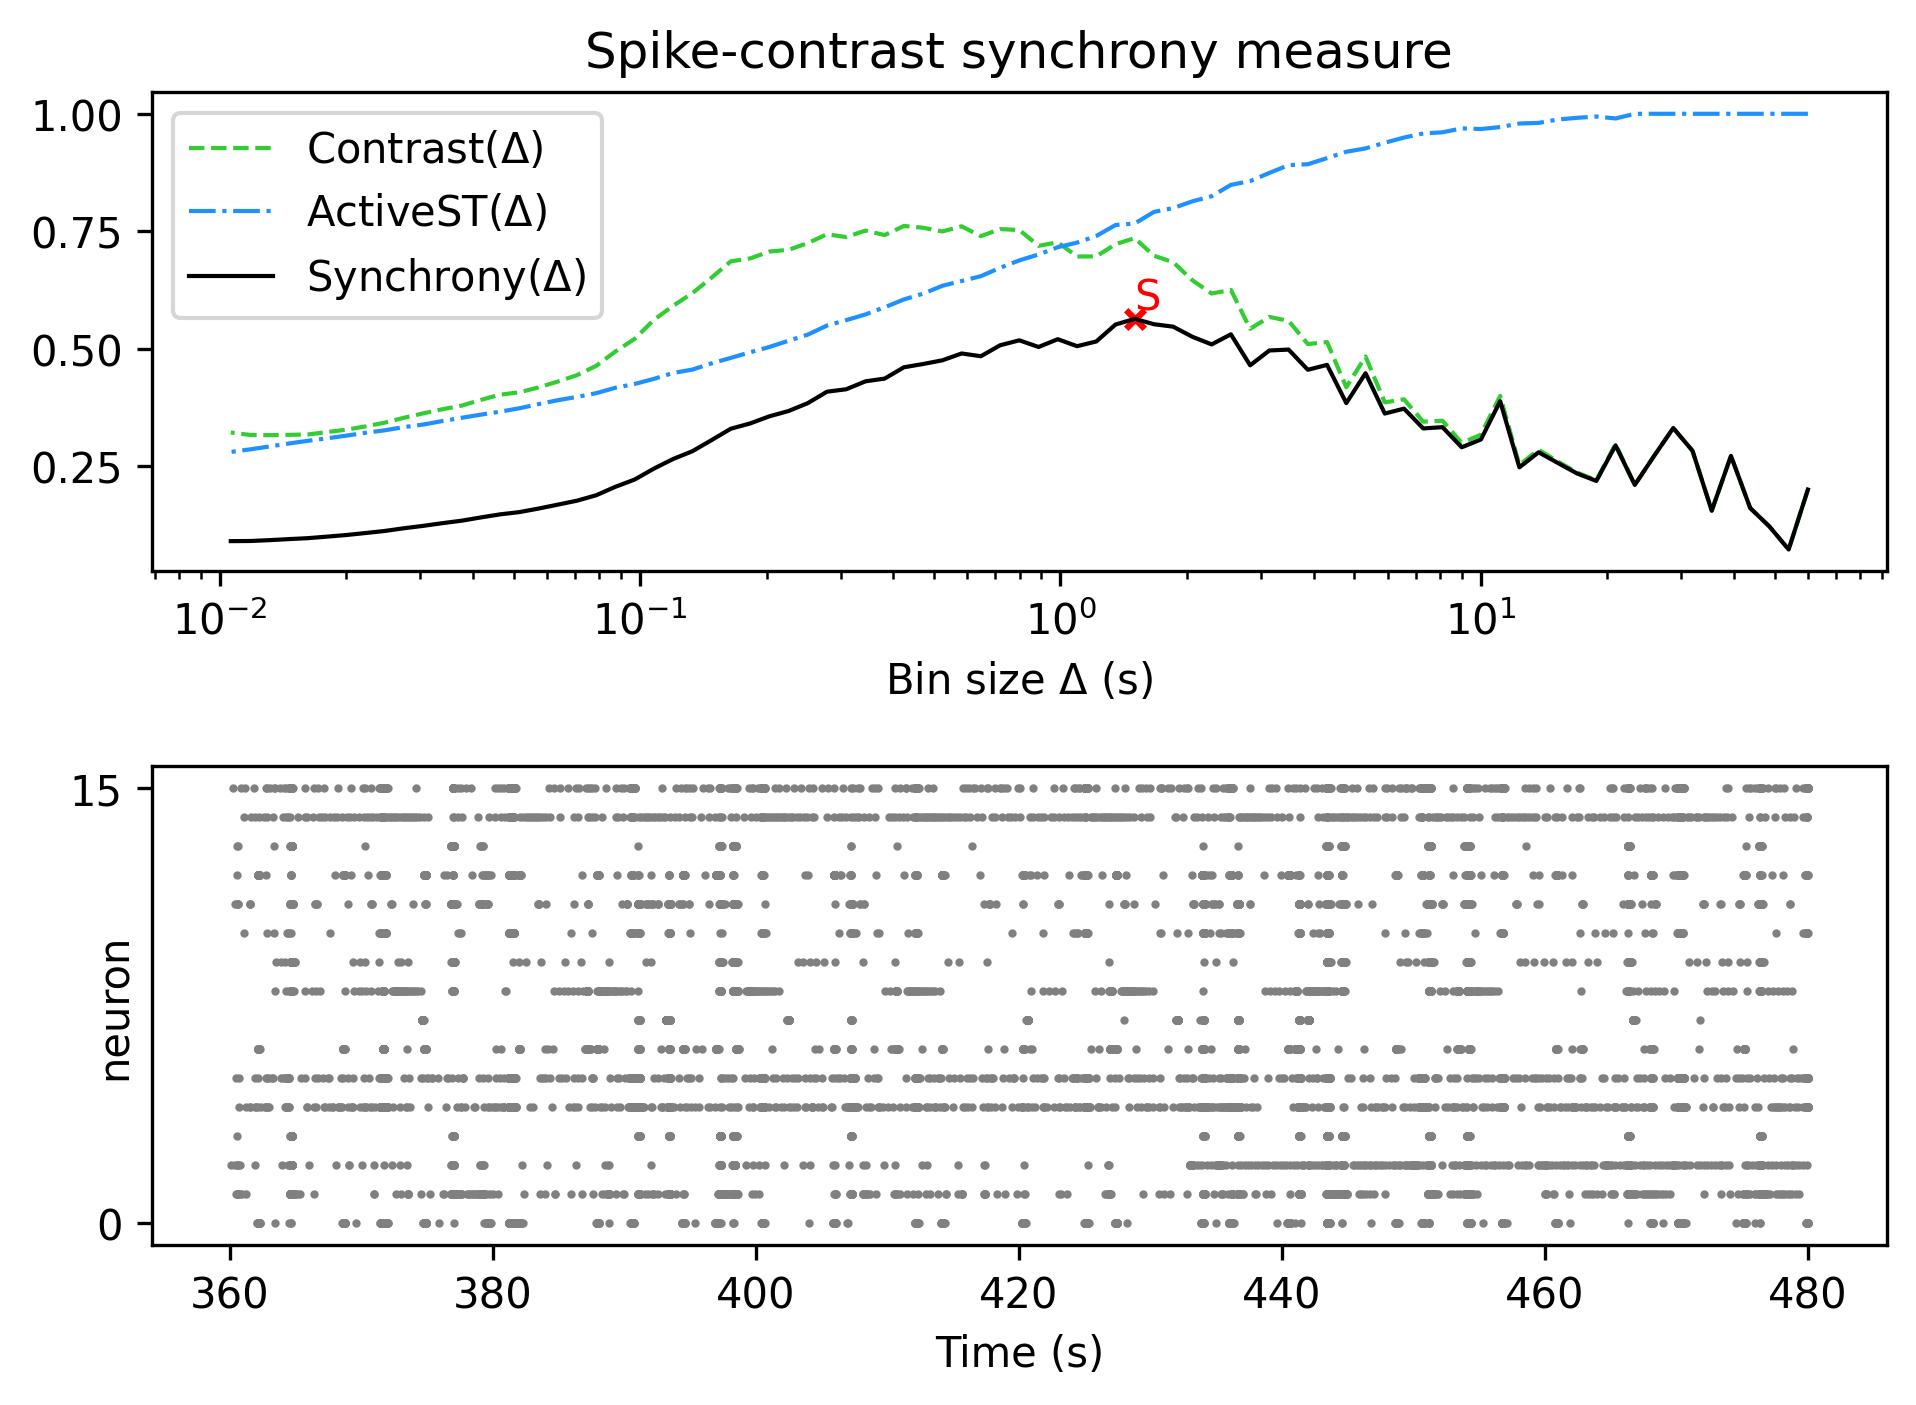 Spike-contrast synchrony measure
1.00
0.75
0.50
0.25
Contrast(Δ)
ActiveST(Δ)
Synchrony(Δ)
S
10⁻² 10⁻¹ 10⁰ 10¹
Bin size Δ (s)
15
0
neuron
360 380 400 420 440 460 480
Time (s)